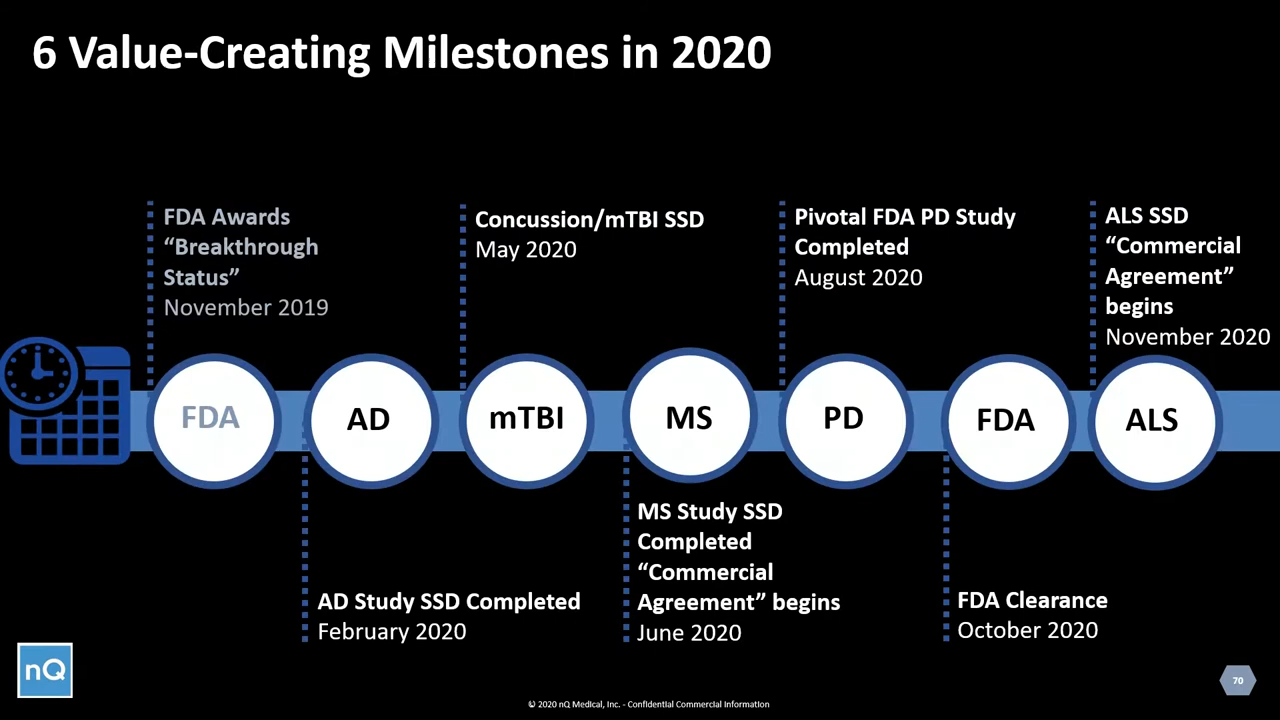 6 Value-Creating Milestones in 2020
FDA Awards
“Breakthrough
Status”
November 2019
Concussion/mTBI SSD
May 2020
Pivotal FDA PD Study
Completed
August 2020
ALS SSD
“Commercial
Agreement”
begins
November 2020
FDA
AD
mTBI
MS
PD
FDA
ALS
AD Study SSD Completed
February 2020
MS Study SSD
Completed
“Commercial
Agreement” begins
June 2020
FDA Clearance
October 2020
nQ
70
© 2020 nQ Medical, Inc. - Confidential Commercial Information